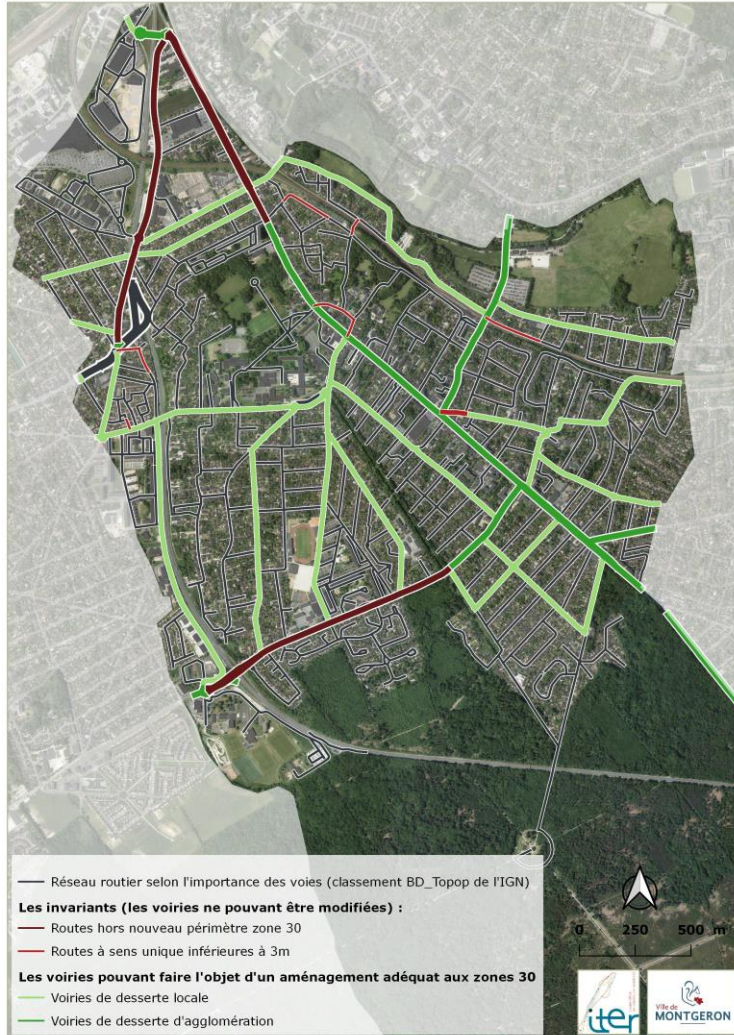 Réseau routier selon l'importance des voies (classement BD_Topop de l'IGN)
Les invariants (les voiries ne pouvant être modifiées) :
Routes hors nouveau périmètre zone 30
Routes à sens unique inférieures à 3m
Les voiries pouvant faire l'objet d'un aménagement adéquat aux zones 30
Voiries de desserte locale
Voiries de desserte d'agglomération
0 250 500 m
iter
Ville de
MONTGERON